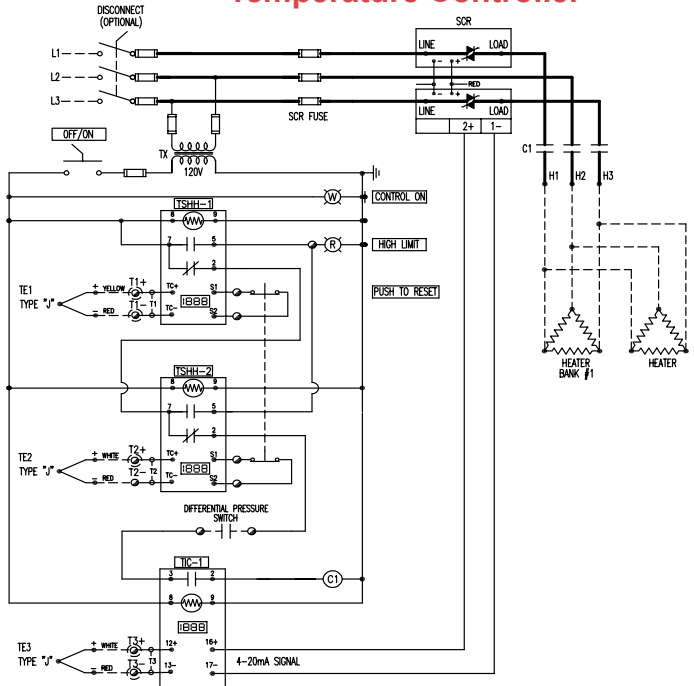 Temperature Controller
DISCONNECT
(OPTIONAL)
SCR
L1
LINE
LOAD
L2
- +
RED
- +
L3
LINE
LOAD
SCR FUSE
2+ 1-
OFF/ON
TX
120V
C1
H1 H2 H3
W
CONTROL ON
TSHH-1
8 9
7 5
R
HIGH LIMIT
2
PUSH TO RESET
TE1
TYPE "J"
+ YELLOW T1+
- RED T1-
T1
TC+
TC-
1888
S1
S2
HEATER
BANK #1
HEATER
TSHH-2
8 9
7 5
2
TE2
TYPE "J"
+ WHITE T2+
- RED T2-
T2
TC+
TC-
1888
S1
S2
DIFFERENTIAL PRESSURE
SWITCH
TIC-1
3 2
C1
8 9
1888
TE3
TYPE "J"
+ WHITE T3+
- RED T3-
T3
12+
13-
16+
17-
4-20mA SIGNAL